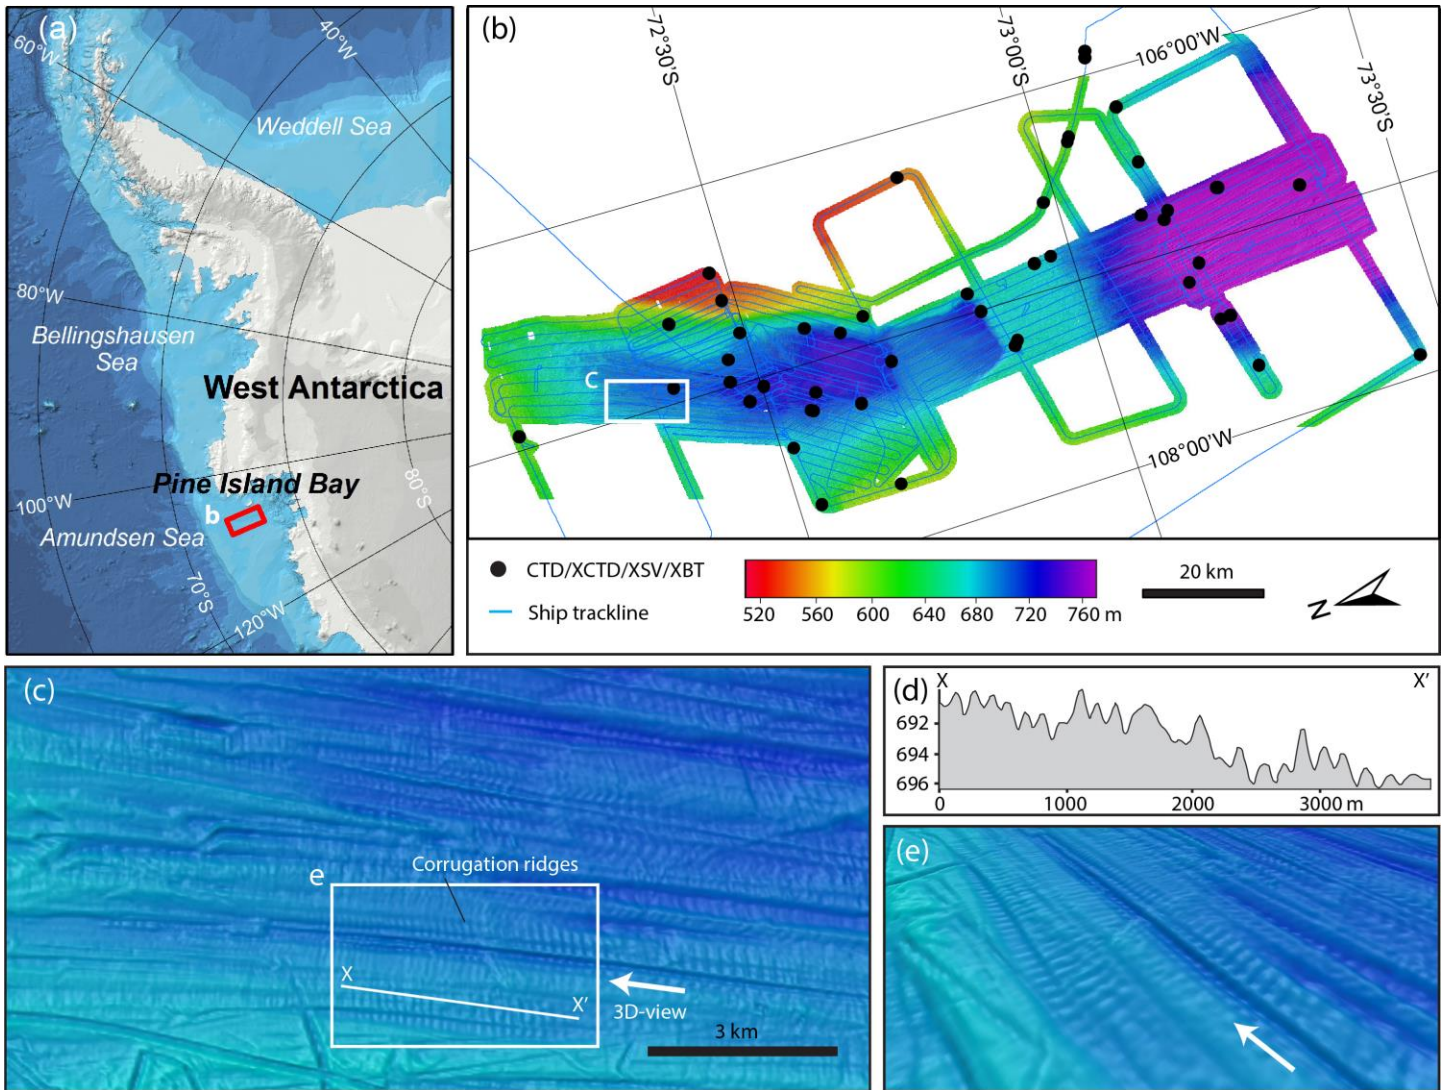 (a)
60°W
40°W
Weddell Sea
80°W
Bellingshausen
Sea
West Antarctica
Pine Island Bay
80°S
100°W
b
Amundsen Sea
70°S
120°W
(b)
72°30'S
73°00'S
106°00'W
73°30'S
c
108°00'W
CTD/XCTD/XSV/XBT
Ship trackline
520 560 600 640 680 720 760 m
20 km
N
(c)
Corrugation ridges
e
X
X'
3D-view
3 km
(d)
X X'
692
694
696
0 1000 2000 3000 m
(e)